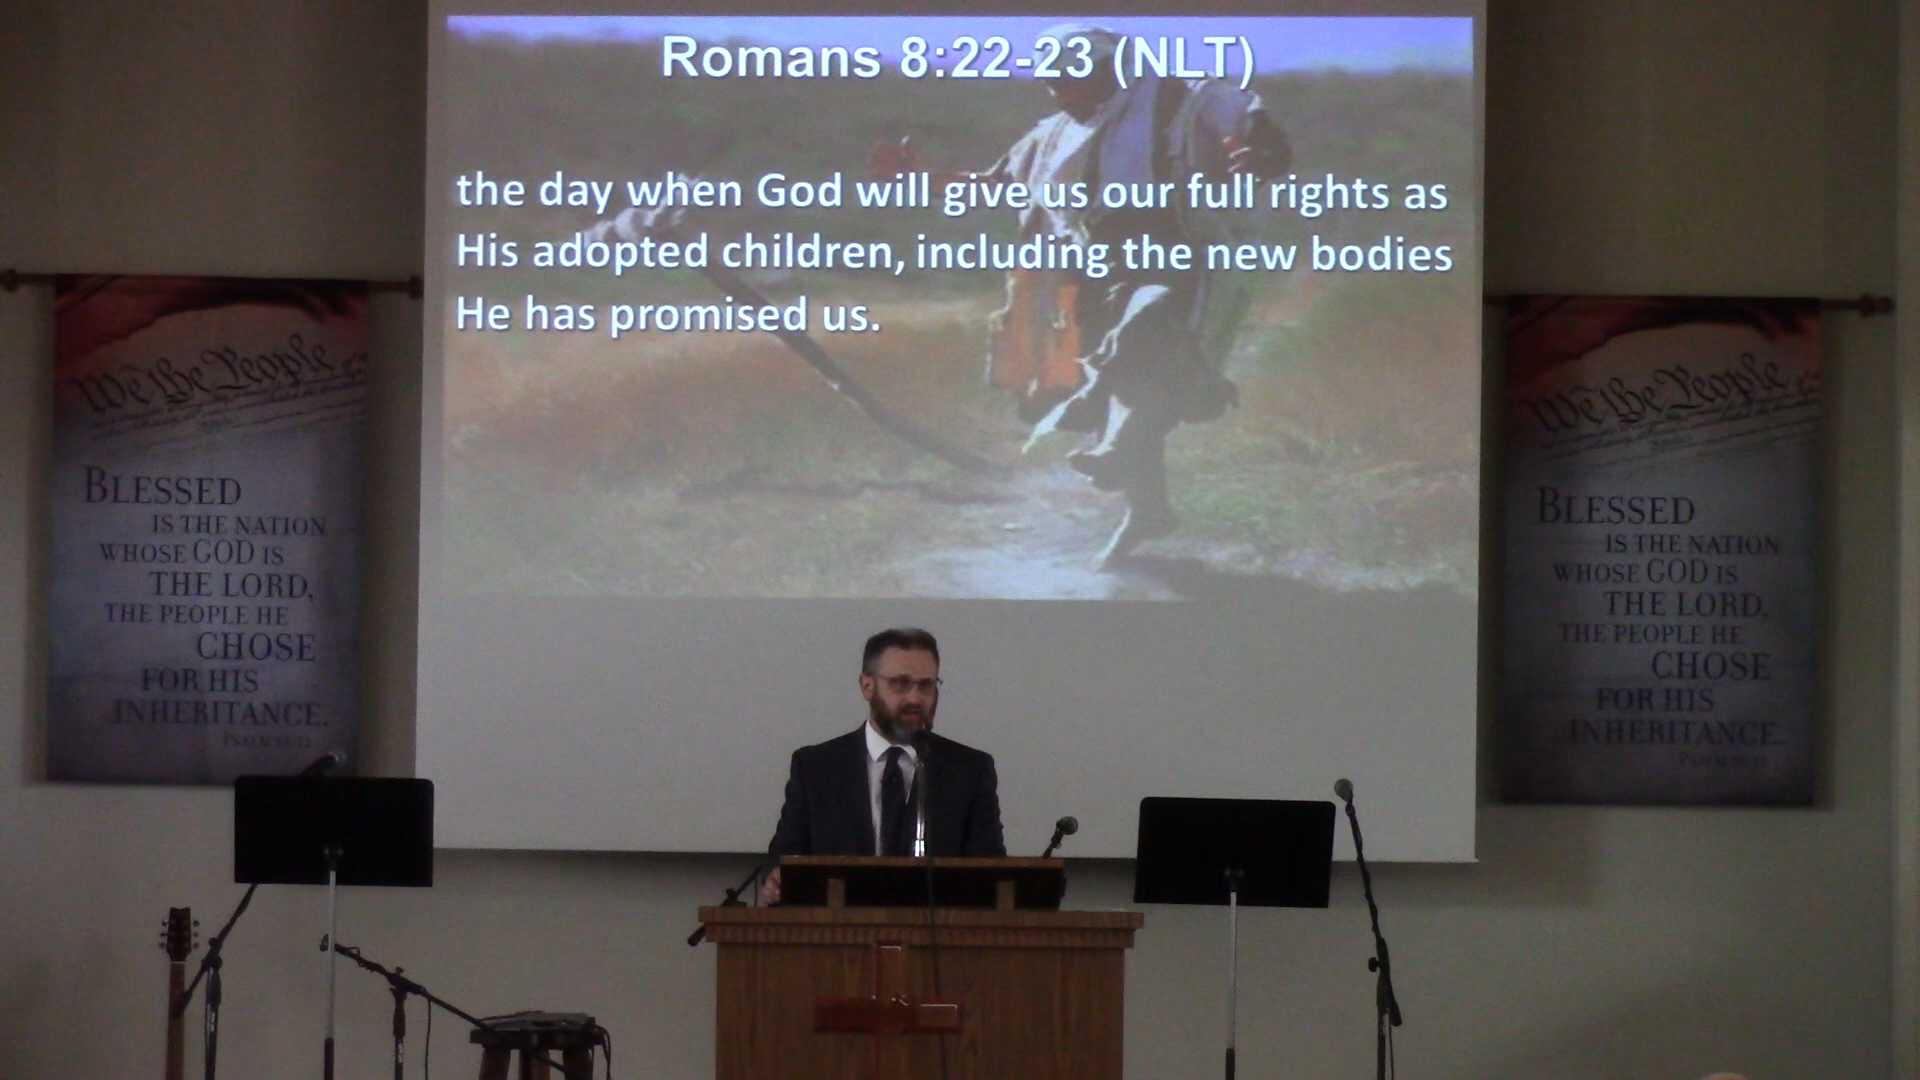 Romans 8:22-23 (NLT)
the day when God will give us our full rights as
His adopted children, including the new bodies
He has promised us.
We the People
BLESSED
IS THE NATION
WHOSE GOD IS
THE LORD,
THE PEOPLE HE
CHOSE
FOR HIS
INHERITANCE.
We the People
BLESSED
IS THE NATION
WHOSE GOD IS
THE LORD,
THE PEOPLE HE
CHOSE
FOR HIS
INHERITANCE.